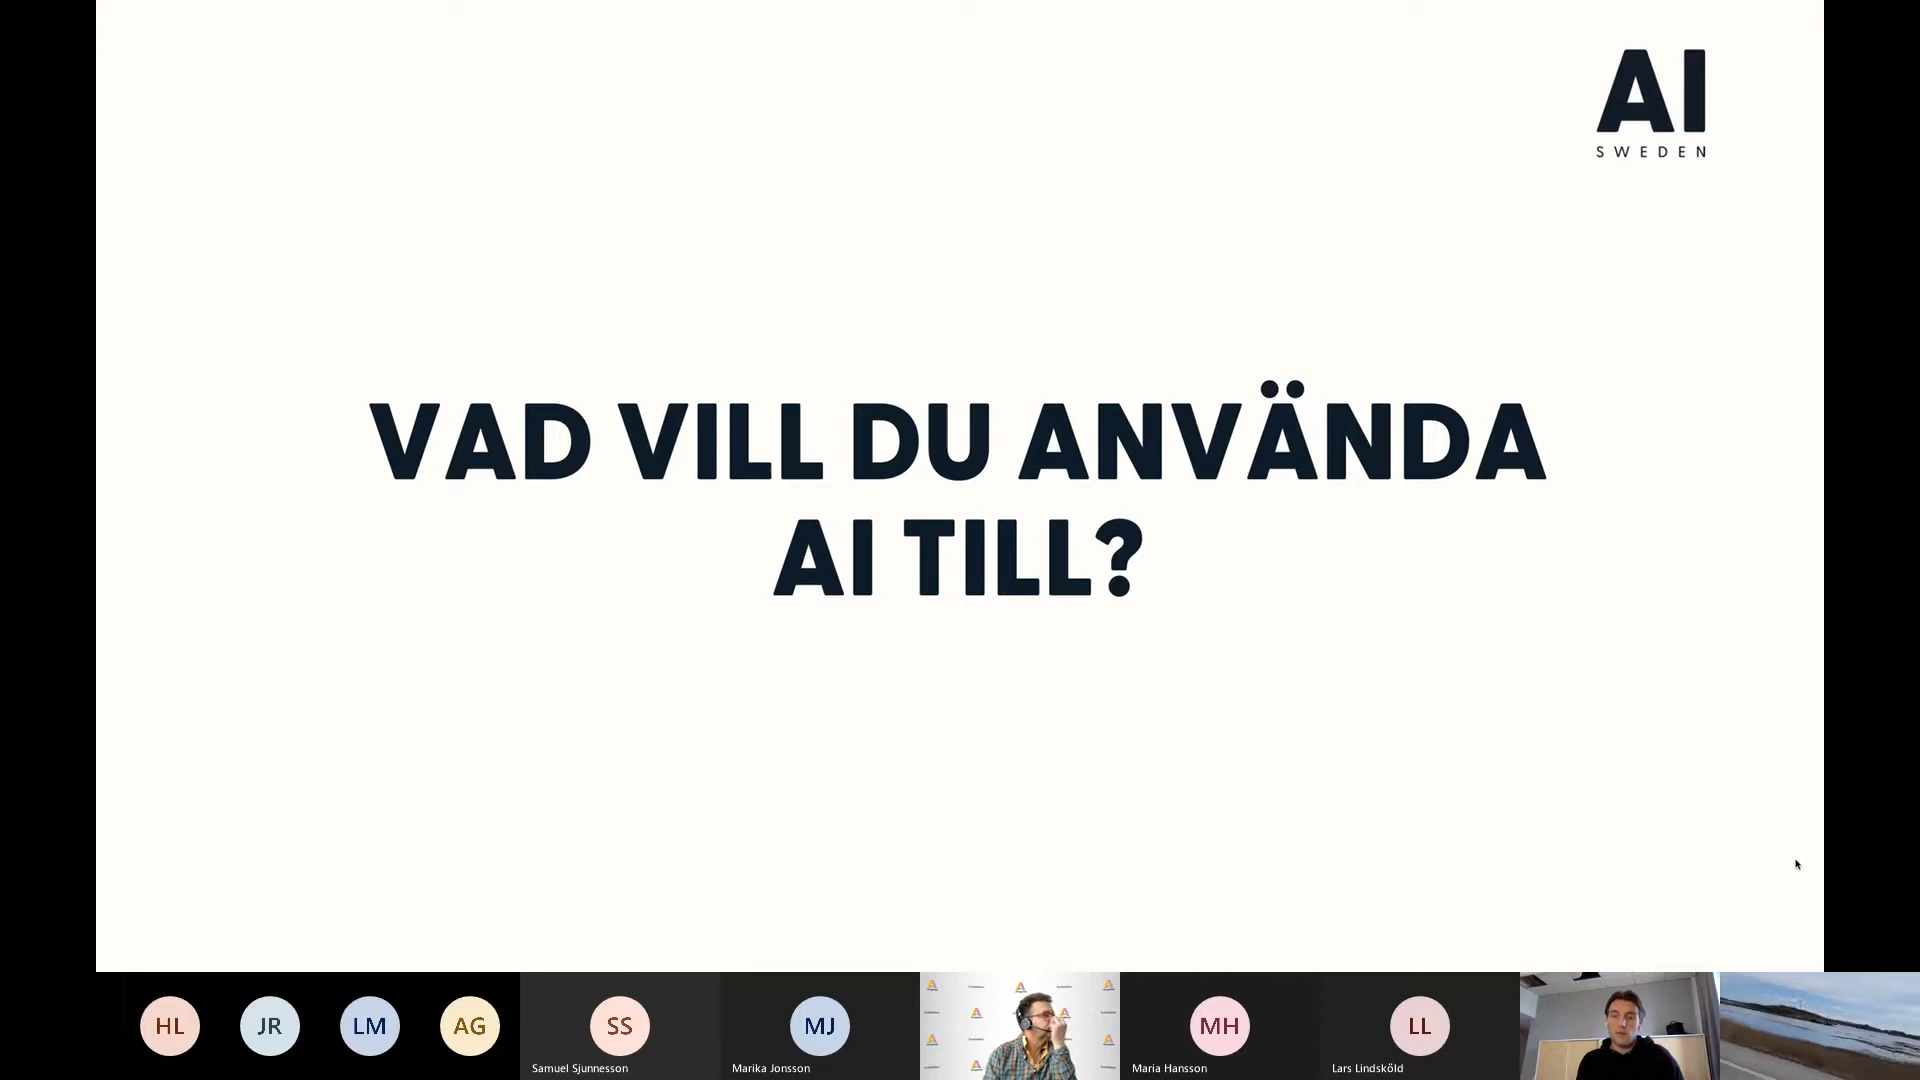 AI
SWEDEN
VAD VILL DU ANVÄNDA
AI TILL?
HL
JR
LM
AG
SS
MJ
MH
LL
Samuel Sjunnesson
Marika Jonsson
Maria Hansson
Lars Lindsköld